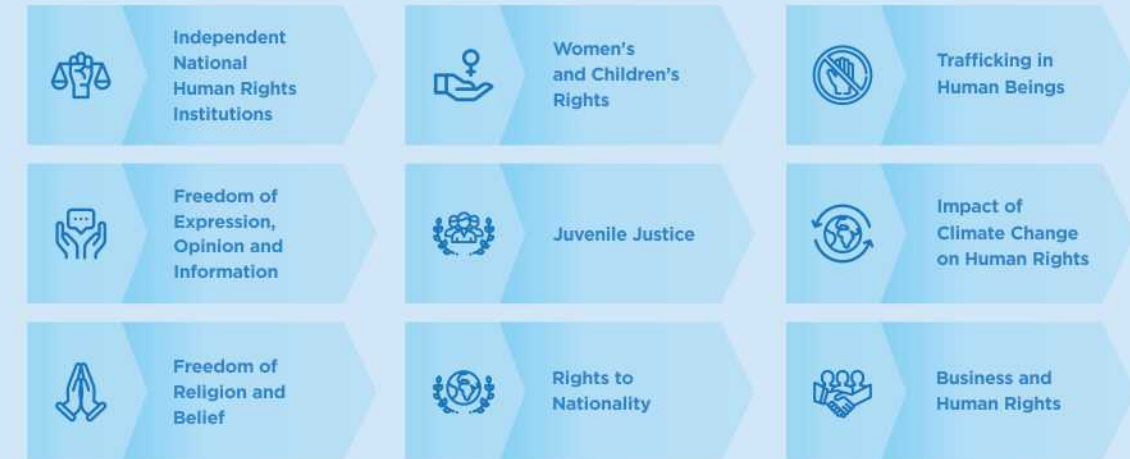 Independent
National
Human Rights
Institutions
Women's
and Children's
Rights
Trafficking in
Human Beings
Freedom of
Expression,
Opinion and
Information
Juvenile Justice
Impact of
Climate Change
on Human Rights
Freedom of
Religion and
Belief
Rights to
Nationality
Business and
Human Rights